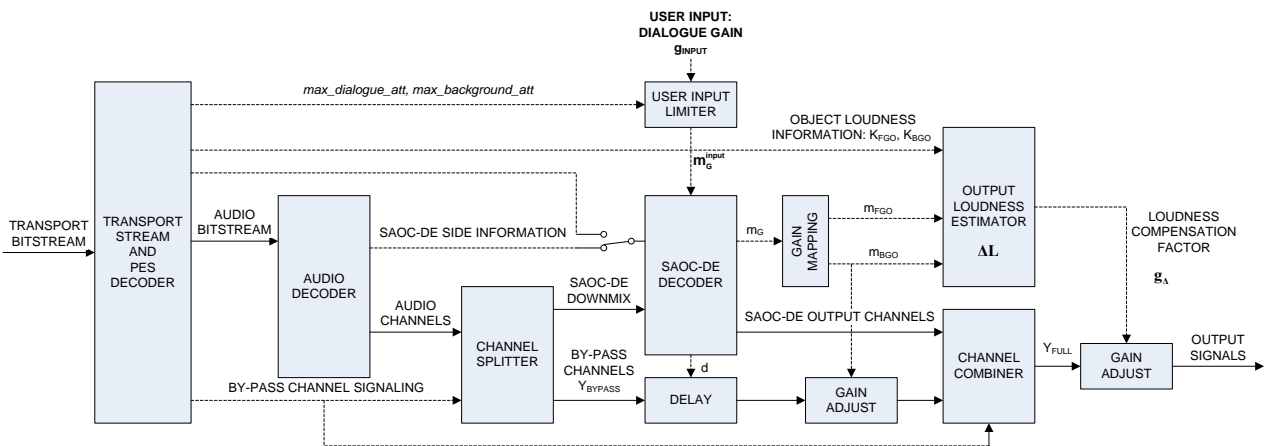 USER INPUT:
DIALOGUE GAIN
gINPUT
max_dialogue_att, max_background_att
USER INPUT
LIMITER
OBJECT LOUDNESS
INFORMATION: KFGO, KBGO
mGinput
TRANSPORT
BITSTREAM
TRANSPORT
STREAM
AND
PES
DECODER
AUDIO
BITSTREAM
AUDIO
DECODER
SAOC-DE SIDE INFORMATION
SAOC-DE
DECODER
mG
GAIN
MAPPING
mFGO
mBGO
OUTPUT
LOUDNESS
ESTIMATOR
ΔL
LOUDNESS
COMPENSATION
FACTOR
gΔ
SAOC-DE
DOWNMIX
AUDIO
CHANNELS
CHANNEL
SPLITTER
SAOC-DE OUTPUT CHANNELS
BY-PASS
CHANNELS
YBYPASS
d
DELAY
GAIN
ADJUST
CHANNEL
COMBINER
YFULL
GAIN
ADJUST
OUTPUT
SIGNALS
BY-PASS CHANNEL SIGNALING